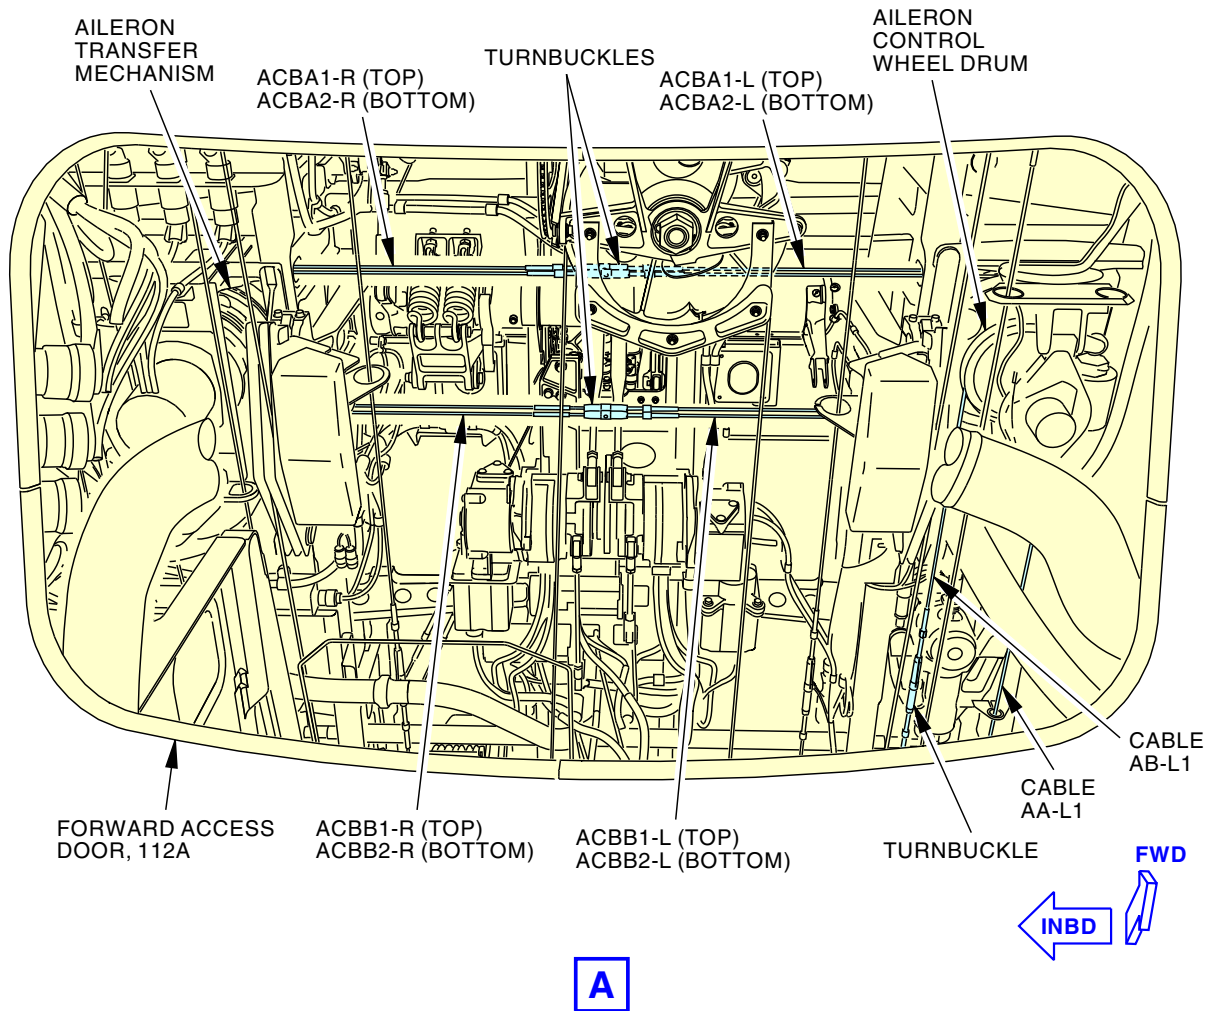 AILERON
TRANSFER
MECHANISM
ACBA1-R (TOP)
ACBA2-R (BOTTOM)
TURNBUCKLES
ACBA1-L (TOP)
ACBA2-L (BOTTOM)
AILERON
CONTROL
WHEEL DRUM
FORWARD ACCESS
DOOR, 112A
ACBB1-R (TOP)
ACBB2-R (BOTTOM)
ACBB1-L (TOP)
ACBB2-L (BOTTOM)
TURNBUCKLE
CABLE
AA-L1
CABLE
AB-L1
FWD
INBD
A